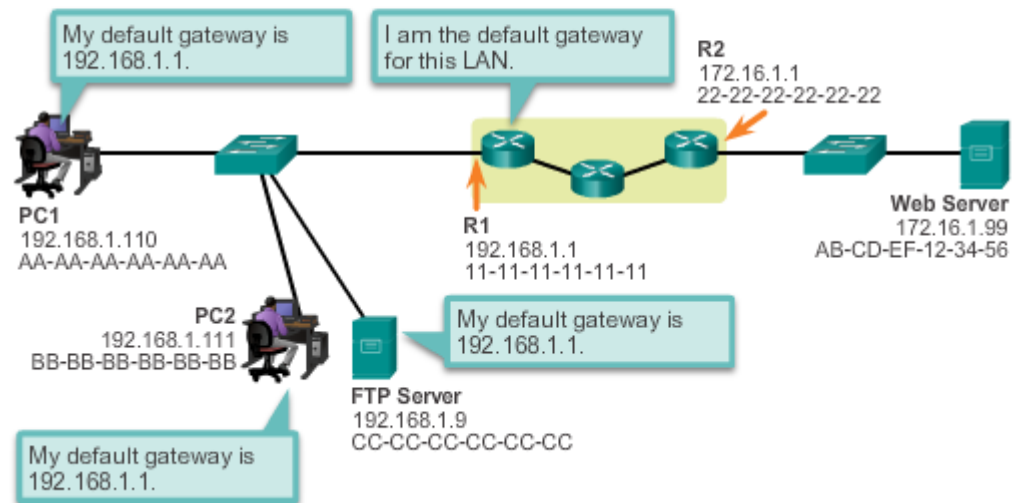 My default gateway is
192.168.1.1.
I am the default gateway
for this LAN.
R2
172.16.1.1
22-22-22-22-22-22
PC1
192.168.1.110
AA-AA-AA-AA-AA-AA
R1
192.168.1.1
11-11-11-11-11-11
Web Server
172.16.1.99
AB-CD-EF-12-34-56
PC2
192.168.1.111
BB-BB-BB-BB-BB-BB
My default gateway is
192.168.1.1.
FTP Server
192.168.1.9
CC-CC-CC-CC-CC-CC
My default gateway is
192.168.1.1.